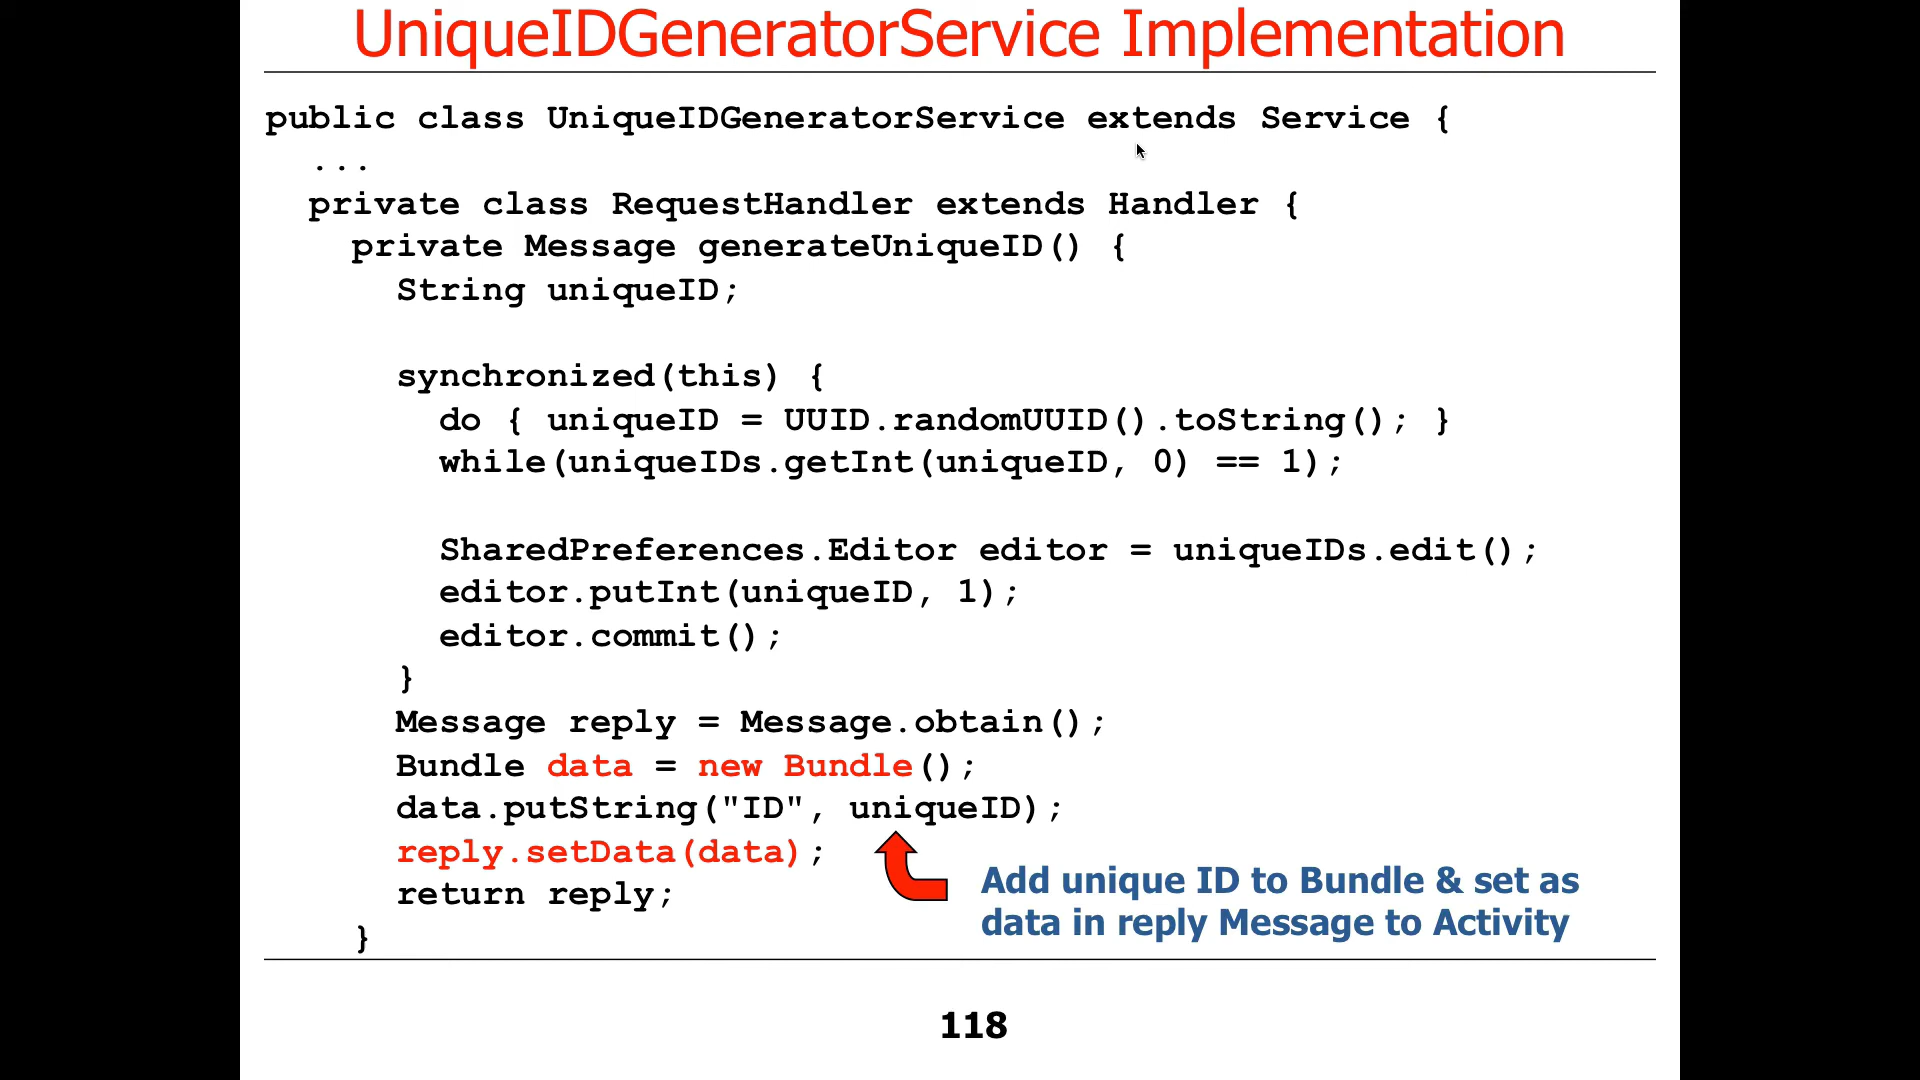 UniqueIDGeneratorService Implementation
public class UniqueIDGeneratorService extends Service {
...
private class RequestHandler extends Handler {
private Message generateUniqueID() {
String uniqueID;
synchronized(this) {
do { uniqueID = UUID.randomUUID().toString(); }
while(uniqueIDs.getInt(uniqueID, 0) == 1);
SharedPreferences.Editor editor = uniqueIDs.edit();
editor.putInt(uniqueID, 1);
editor.commit();
}
Message reply = Message.obtain();
Bundle data = new Bundle();
data.putString("ID", uniqueID);
reply.setData(data);
return reply;
}
Add unique ID to Bundle & set as
data in reply Message to Activity
118